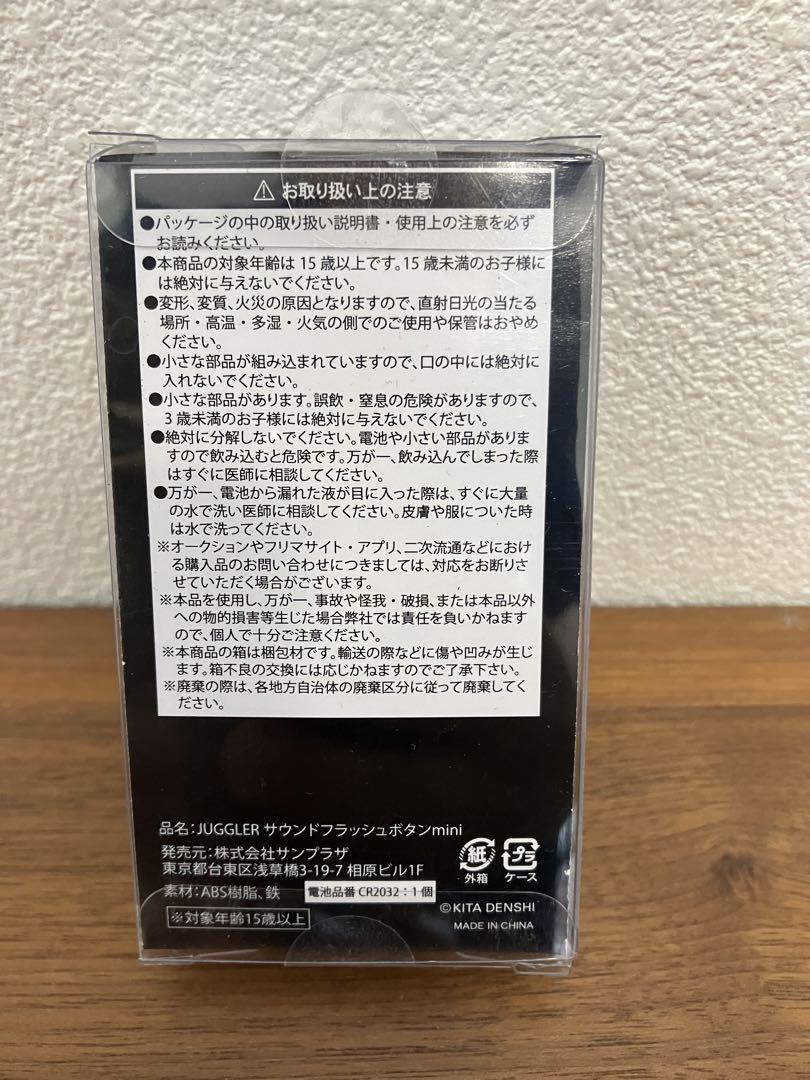 ⚠ お取り扱い上の注意
●パッケージの中の取り扱い説明書・使用上の注意を必ず
お読みください。
●本商品の対象年齢は15歳以上です。15歳未満のお子様に
は絶対に与えないでください。
●変形、変質、火災の原因となりますので、直射日光の当たる
場所・高温・多湿・火気の側でのご使用や保管はおやめ
ください。
●小さな部品が組み込まれていますので、口の中には絶対に
入れないでください。
●小さな部品があります。誤飲・窒息の危険がありますので、
3歳未満のお子様には絶対に与えないでください。
●絶対に分解しないでください。電池や小さい部品がありま
すので飲み込むと危険です。万が一、飲み込んでしまった際
はすぐに医師に相談してください。
●万が一、電池から漏れた液が目に入った際は、すぐに大量
の水で洗い医師に相談してください。皮膚や服についた時
は水で洗ってください。
※オークションやフリマサイト・アプリ、二次流通などにおけ
る購入品のお問い合わせにつきましては、対応をお断りさ
せていただく場合がございます。
※本品を使用し、万が一、事故や怪我・破損、または本品以外
への物的損害等生じた場合弊社では責任を負いかねます
ので、個人で十分ご注意ください。
※本商品の箱は梱包材です。輸送の際などに傷や凹みが生じ
ます。箱不良の交換には応じかねますのでご了承下さい。
※廃棄の際は、各地方自治体の廃棄区分に従って廃棄してく
ださい。
品名:JUGGLER サウンドフラッシュボタンmini
発売元:株式会社サンプラザ
東京都台東区浅草橋3-19-7 相原ビル1F
素材:ABS樹脂、鉄 電池品番 CR2032:1個
※対象年齢15歳以上
紙 プラ
外箱 ケース
©KITA DENSHI
MADE IN CHINA